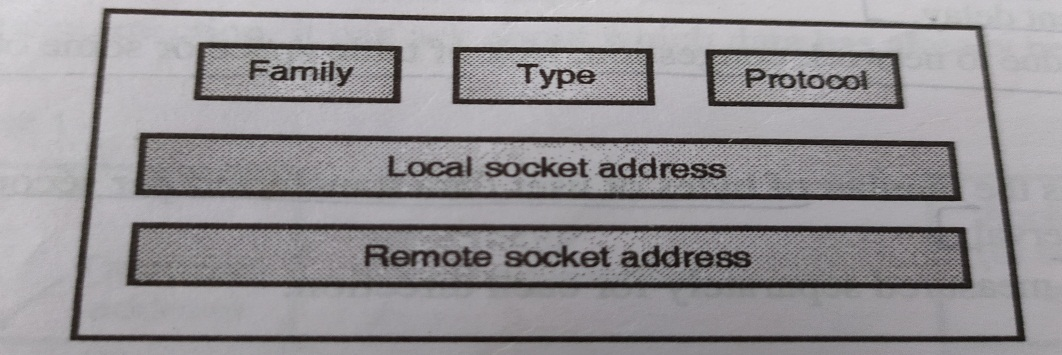 Family Type Protocol
Local socket address
Remote socket address